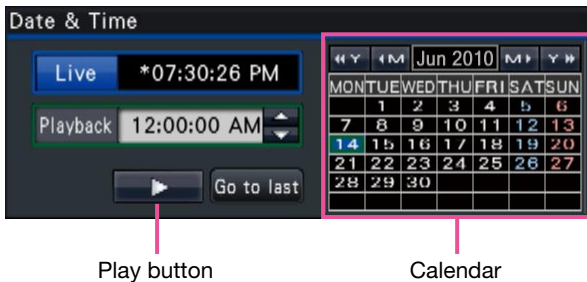 Date & Time
Live *07:30:26 PM
Playback 12:00:00 AM
Go to last
Y M Jun 2010 M Y
MON TUE WED THU FRI SAT SUN
1 2 3 4 5 6
7 8 9 10 11 12 13
14 15 16 17 18 19 20
21 22 23 24 25 26 27
28 29 30
Play button Calendar